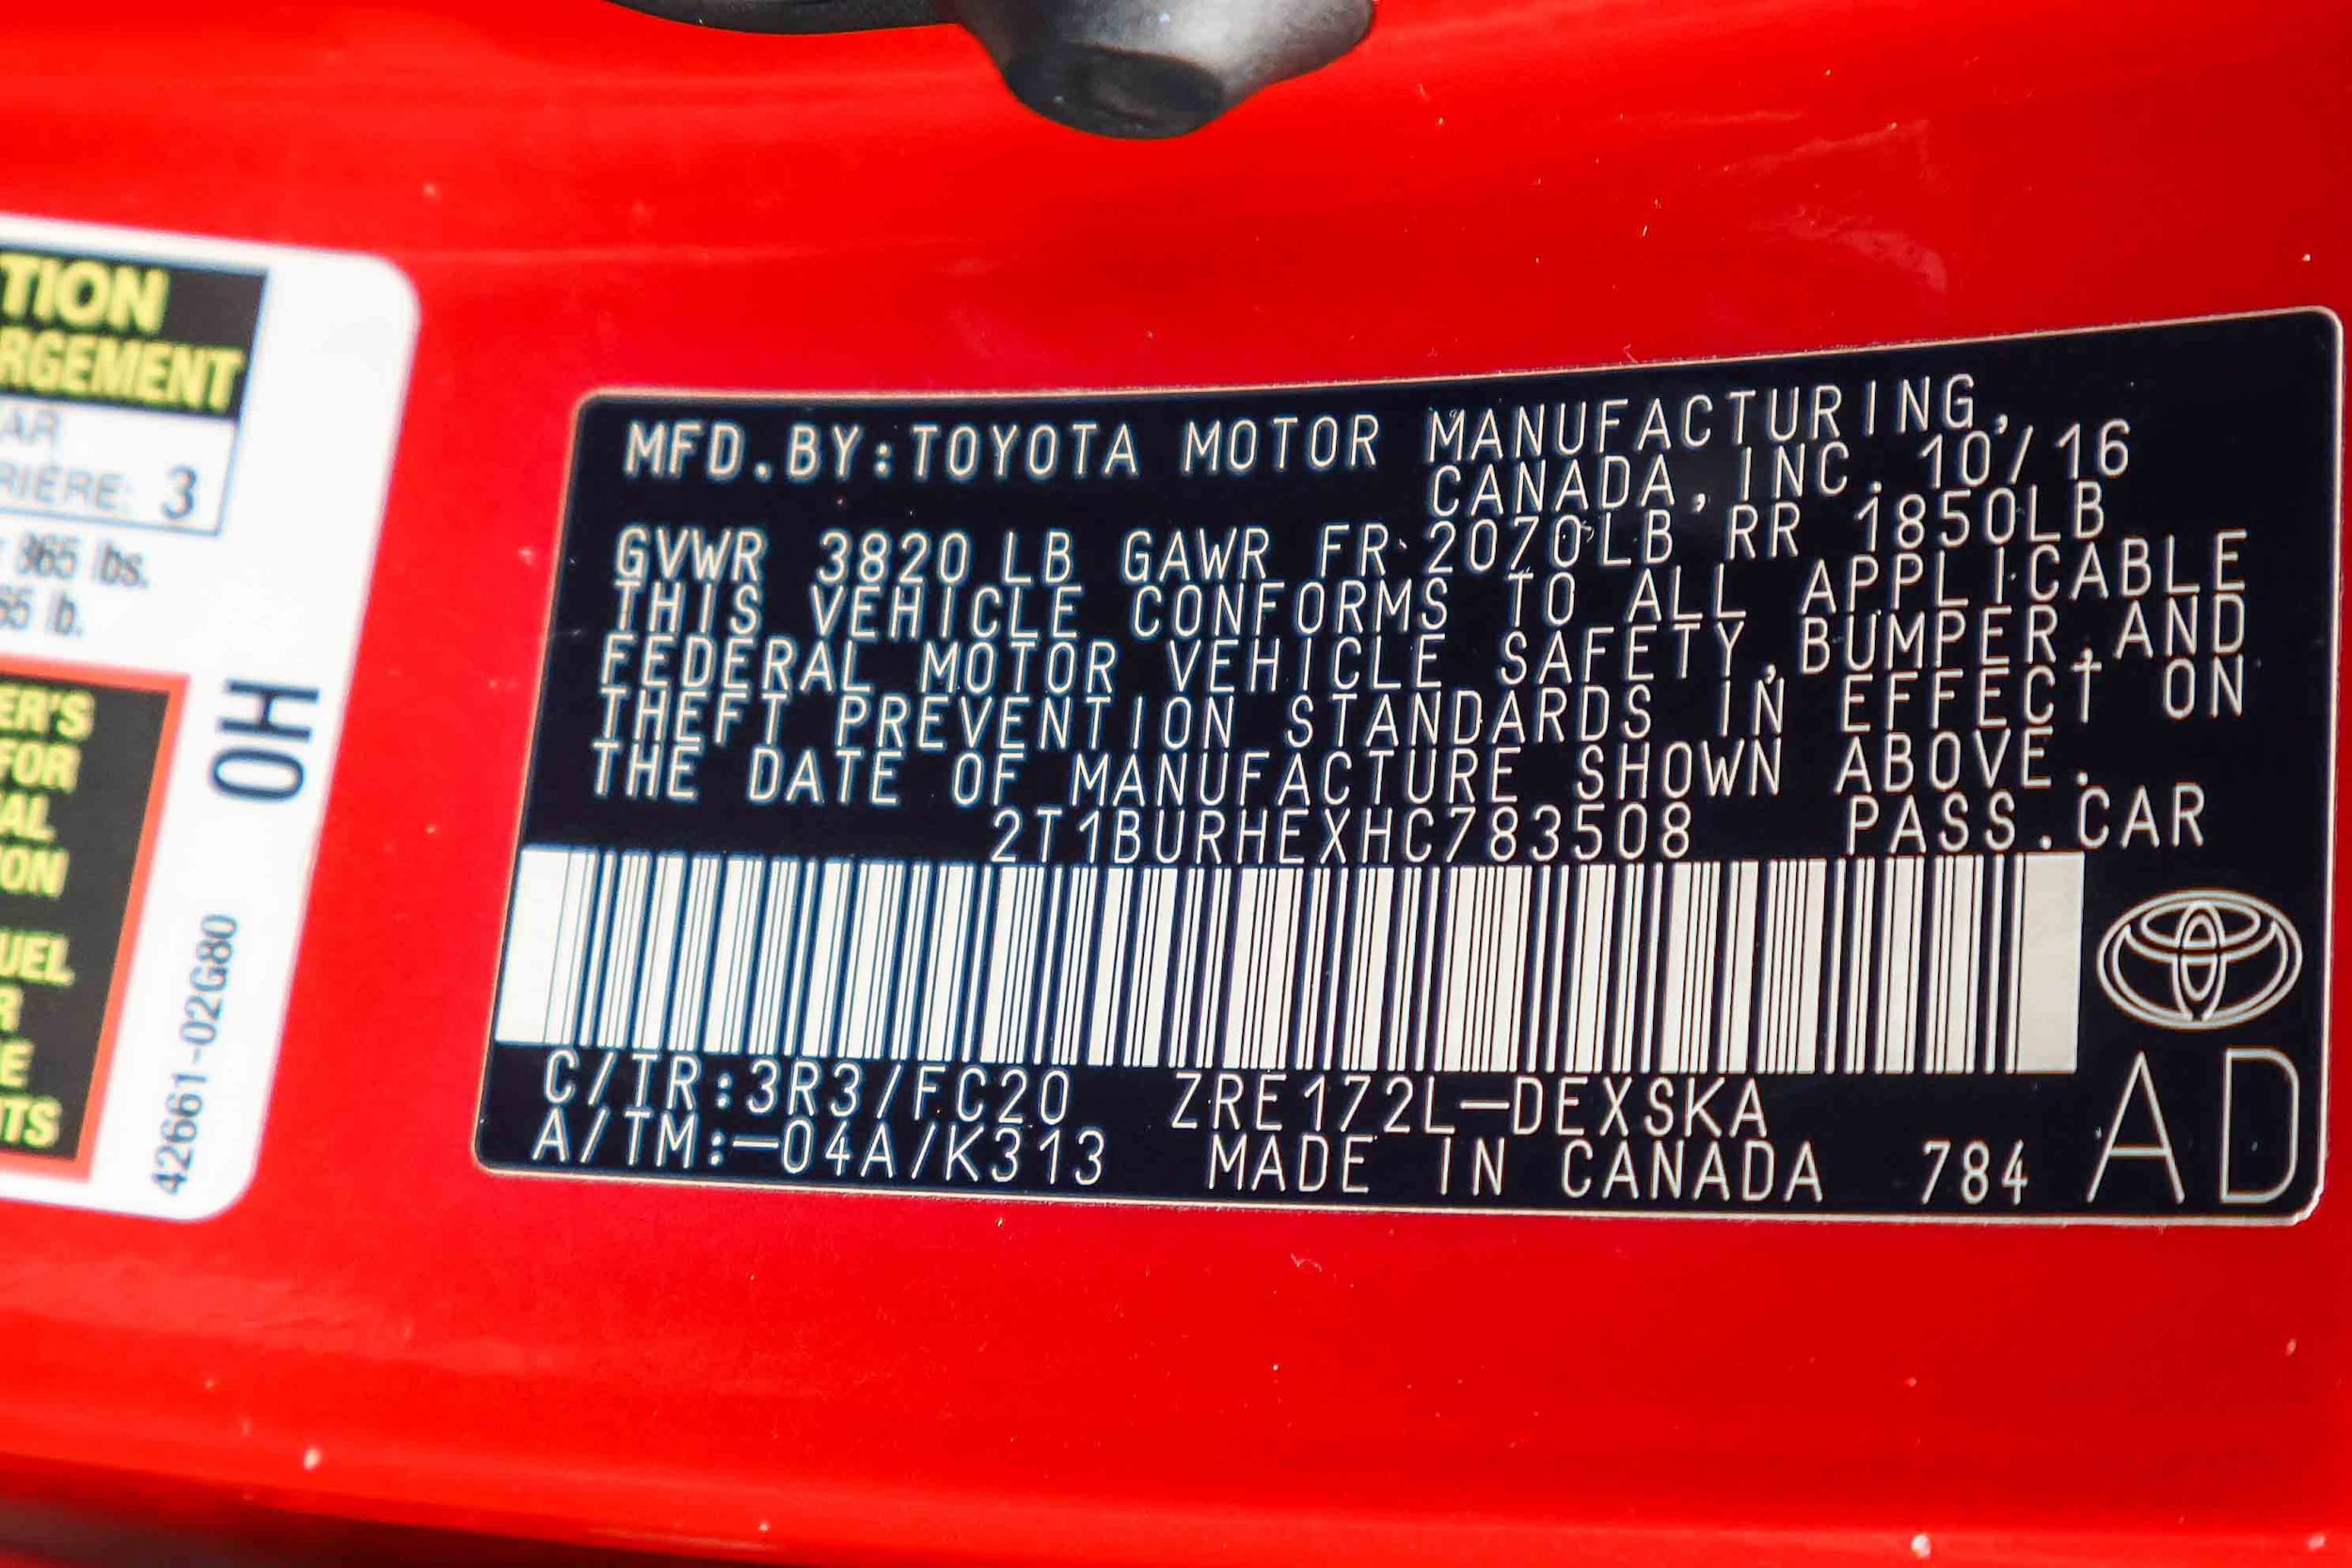 TION
RGEMENT
AR
RIÈRE: 3
365 lbs.
65 lb.
ER'S
FOR
AL
ON
UEL
R
E
TS
0H
42661-02G80
MFD.BY:TOYOTA MOTOR MANUFACTURING,
CANADA,INC. 10/16
GVWR 3820 LB GAWR FR 2070LB RR 1850LB
THIS VEHICLE CONFORMS TO ALL APPLICABLE
FEDERAL MOTOR VEHICLE SAFETY,BUMPER,AND
THEFT PREVENTION STANDARDS IN EFFECT ON
THE DATE OF MANUFACTURE SHOWN ABOVE.
2T1BURHEXHC783508 PASS.CAR
C/TR:3R3/FC20 ZRE172L-DEXSKA
A/TM:-04A/K313 MADE IN CANADA 784 AD